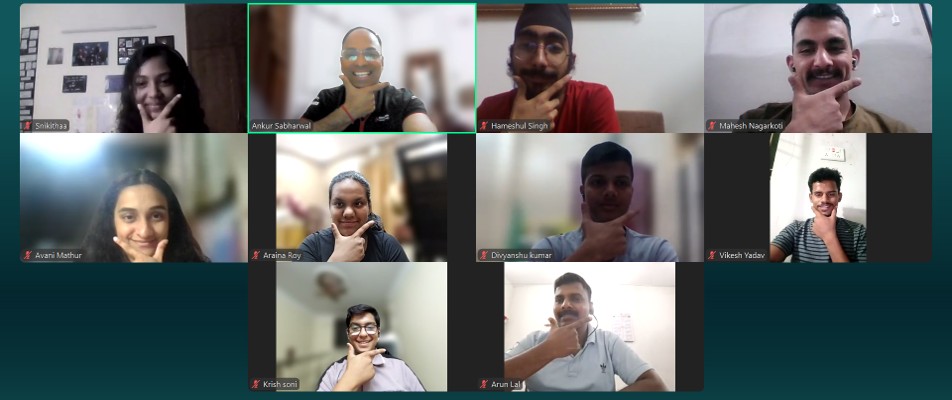 Snikithaa
Ankur Sabharwal
Hameshul Singh
Mahesh Nagarkoti
Avani Mathur
Araina Roy
Divyanshu kumar
Vikesh Yadav
Krish soni
Arun Lal